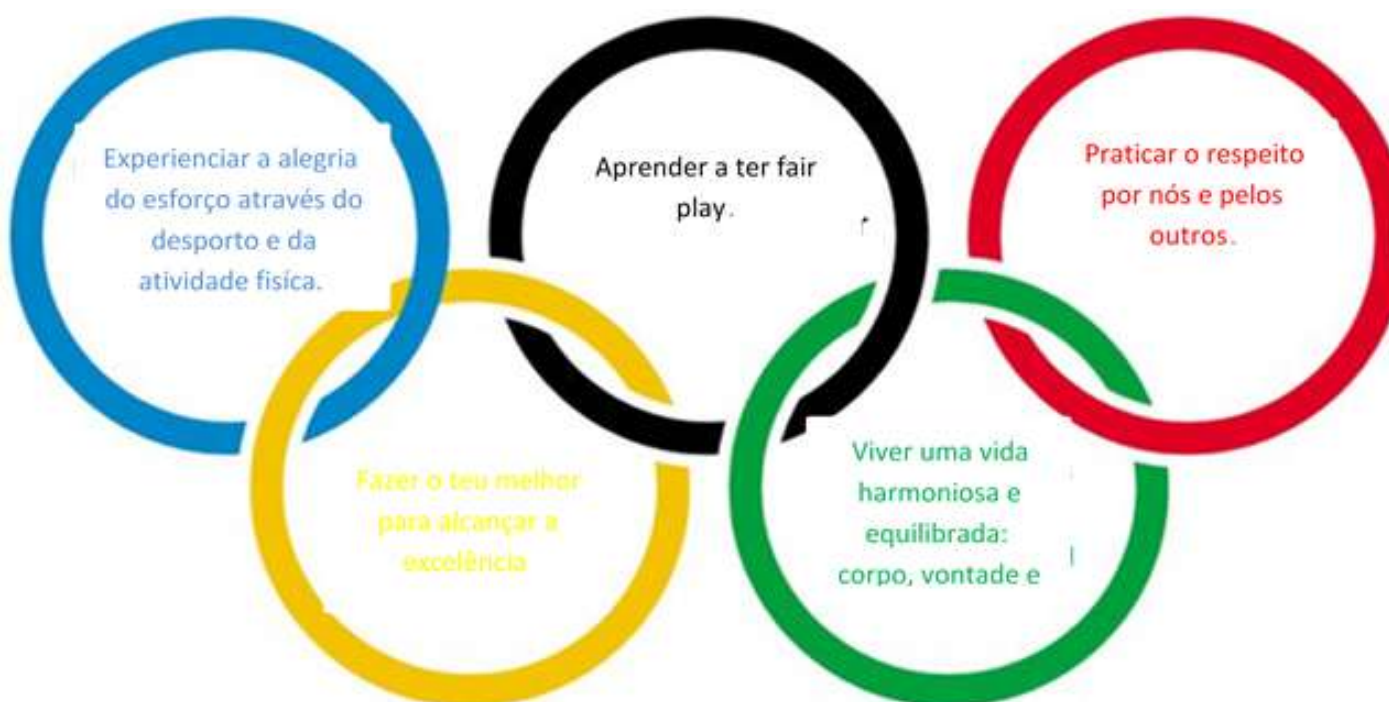 Experienciar a alegria
do esforço através do
desporto e da
atividade fisíca.
Aprender a ter fair
play.
Praticar o respeito
por nós e pelos
outros.
Fazer o teu melhor
para alcançar a
excelência
Viver uma vida
harmoniosa e
equilibrada:
corpo, vontade e